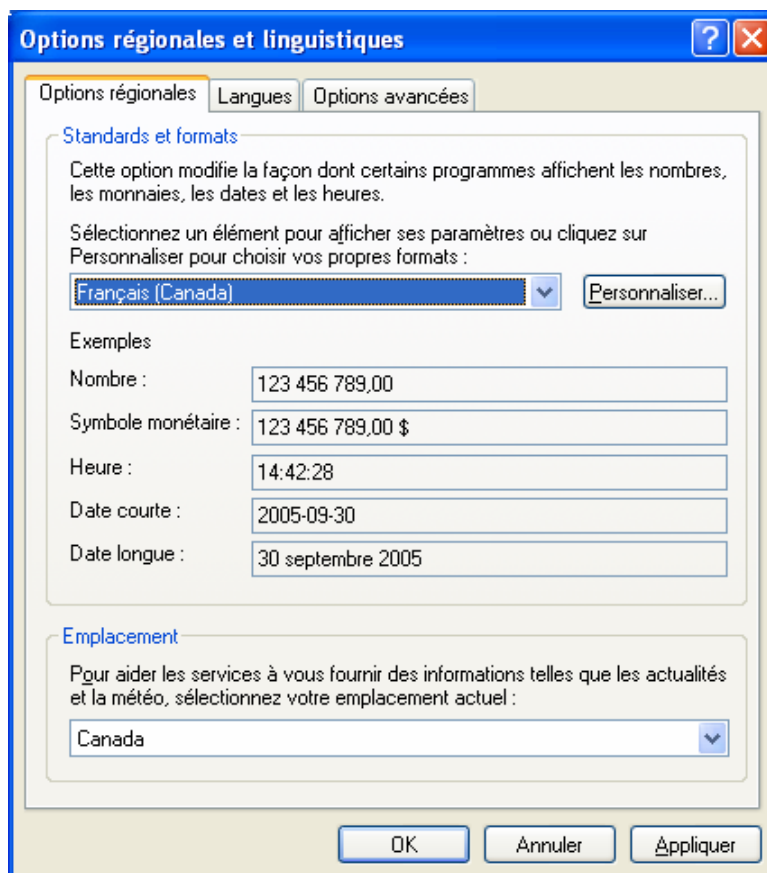 Options régionales et linguistiques
Options régionales
Langues
Options avancées
Standards et formats
Cette option modifie la façon dont certains programmes affichent les nombres,
les monnaies, les dates et les heures.
Sélectionnez un élément pour afficher ses paramètres ou cliquez sur
Personnaliser pour choisir vos propres formats :
Français (Canada)
Personnaliser...
Exemples
Nombre :
123 456 789,00
Symbole monétaire :
123 456 789,00 $
Heure :
14:42:28
Date courte :
2005-09-30
Date longue :
30 septembre 2005
Emplacement
Pour aider les services à vous fournir des informations telles que les actualités
et la météo, sélectionnez votre emplacement actuel :
Canada
OK
Annuler
Appliquer